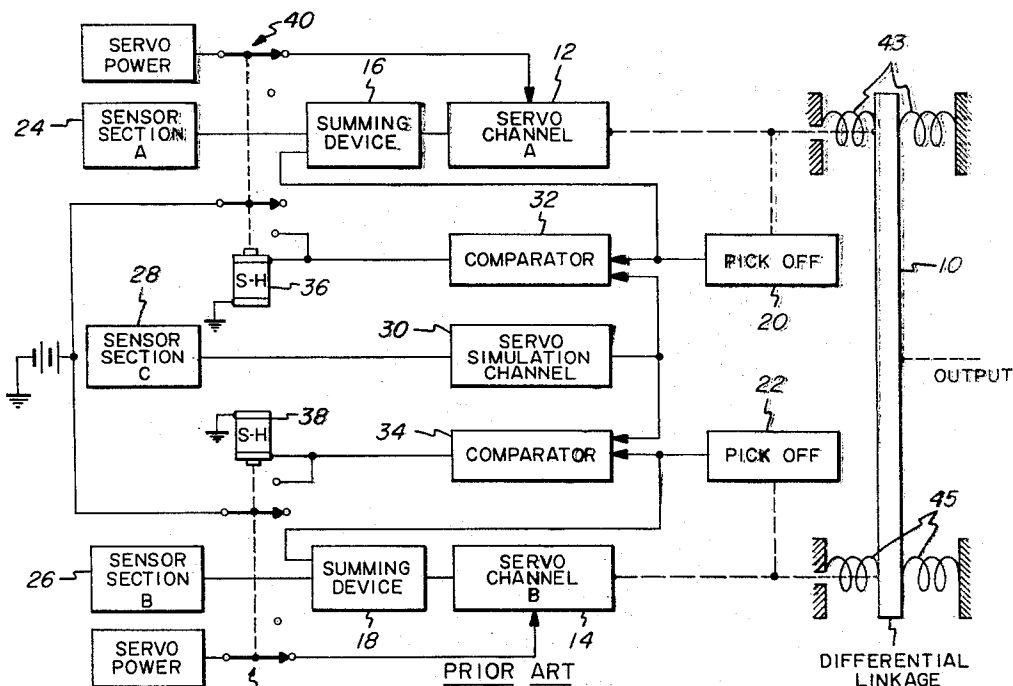 40
SERVO
POWER
16
12
43
24
SENSOR
SECTION
A
SUMMING
DEVICE
SERVO
CHANNEL
A
32
COMPARATOR
PICK OFF
10
20
S-H
36
28
SENSOR
SECTION
C
30
SERVO
SIMULATION
CHANNEL
OUTPUT
22
38
S-H
34
COMPARATOR
PICK OFF
45
26
SENSOR
SECTION
B
SUMMING
DEVICE
SERVO
CHANNEL
B
18
14
SERVO
POWER
PRIOR ART
DIFFERENTIAL
LINKAGE